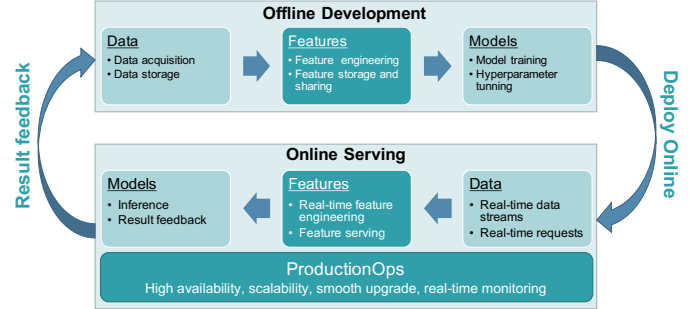 Offline Development
Data
• Data acquisition
• Data storage
Features
• Feature engineering
• Feature storage and
sharing
Models
• Model training
• Hyperparameter
tunning
Result feedback
Deploy Online
Online Serving
Models
• Inference
• Result feedback
Features
• Real-time feature
engineering
• Feature serving
Data
• Real-time data
streams
• Real-time requests
ProductionOps
High availability, scalability, smooth upgrade, real-time monitoring